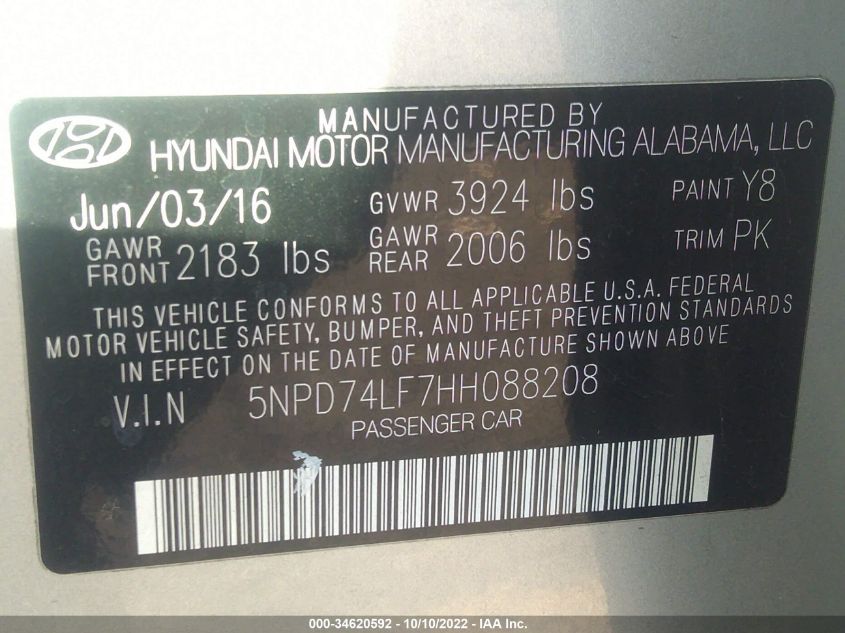 MANUFACTURED BY
HYUNDAI MOTOR MANUFACTURING ALABAMA, LLC
Jun/03/16 GVWR 3924 lbs PAINT Y8
GAWR FRONT 2183 lbs GAWR REAR 2006 lbs TRIM PK
THIS VEHICLE CONFORMS TO ALL APPLICABLE U.S.A. FEDERAL
MOTOR VEHICLE SAFETY, BUMPER, AND THEFT PREVENTION STANDARDS
IN EFFECT ON THE DATE OF MANUFACTURE SHOWN ABOVE
V.I.N 5NPD74LF7HH088208
PASSENGER CAR
000-34620592 - 10/10/2022 - IAA Inc.